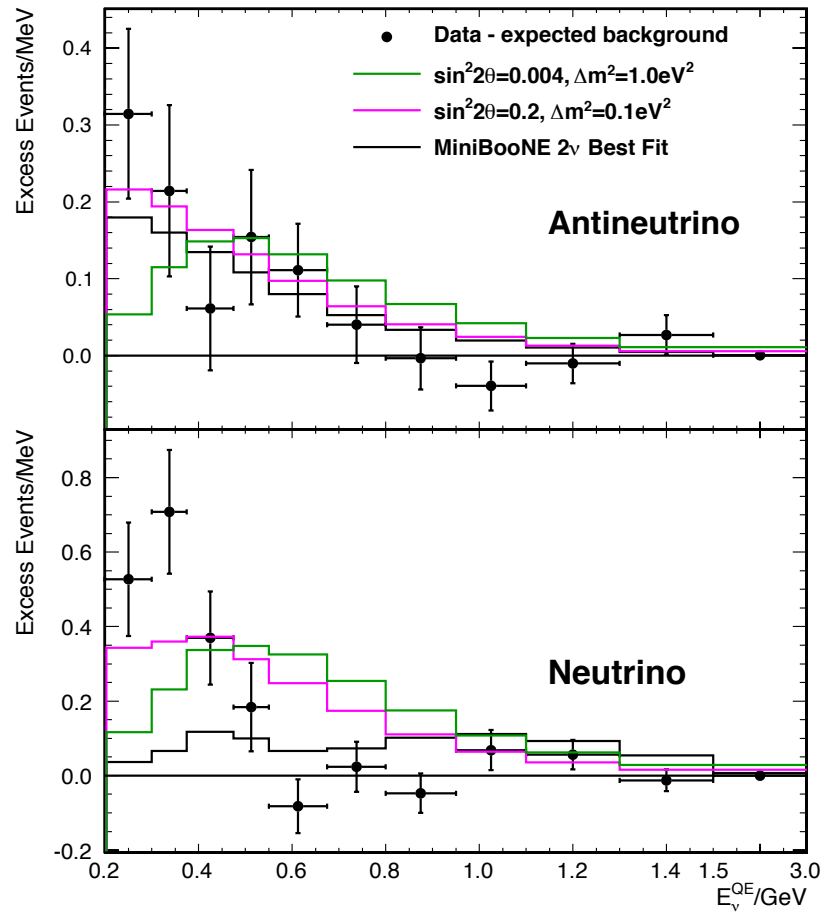 Excess Events/MeV
0.4
0.3
0.2
0.1
0.0
Data - expected background
sin²2θ=0.004, Δm²=1.0eV²
sin²2θ=0.2, Δm²=0.1eV²
MiniBooNE 2ν Best Fit
Antineutrino
Excess Events/MeV
0.8
0.6
0.4
0.2
0.0
-0.2
Neutrino
0.2 0.4 0.6 0.8 1.0 1.2 1.4 1.5 3.0
E_ν^QE/GeV